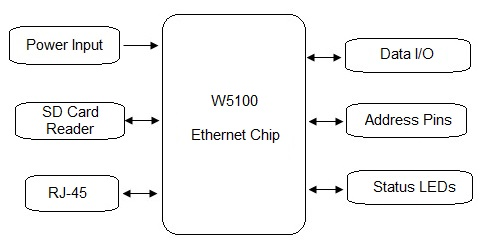 Power Input
SD Card
Reader
RJ-45
W5100
Ethernet Chip
Data I/O
Address Pins
Status LEDs